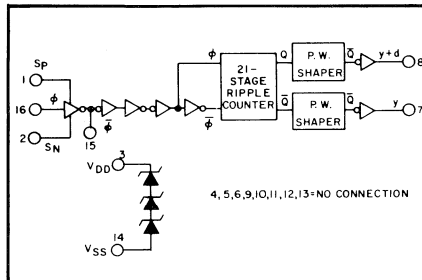 SP
1
φ
16
2
SN
15
φ̅
φ
φ̅
21-
STAGE
RIPPLE
COUNTER
Q
P. W.
SHAPER
Q̅
y+d
8
Q̅
P. W.
SHAPER
Q̅
y
7
VDD
3
14
VSS
4,5,6,9,10,11,12,13=NO CONNECTION